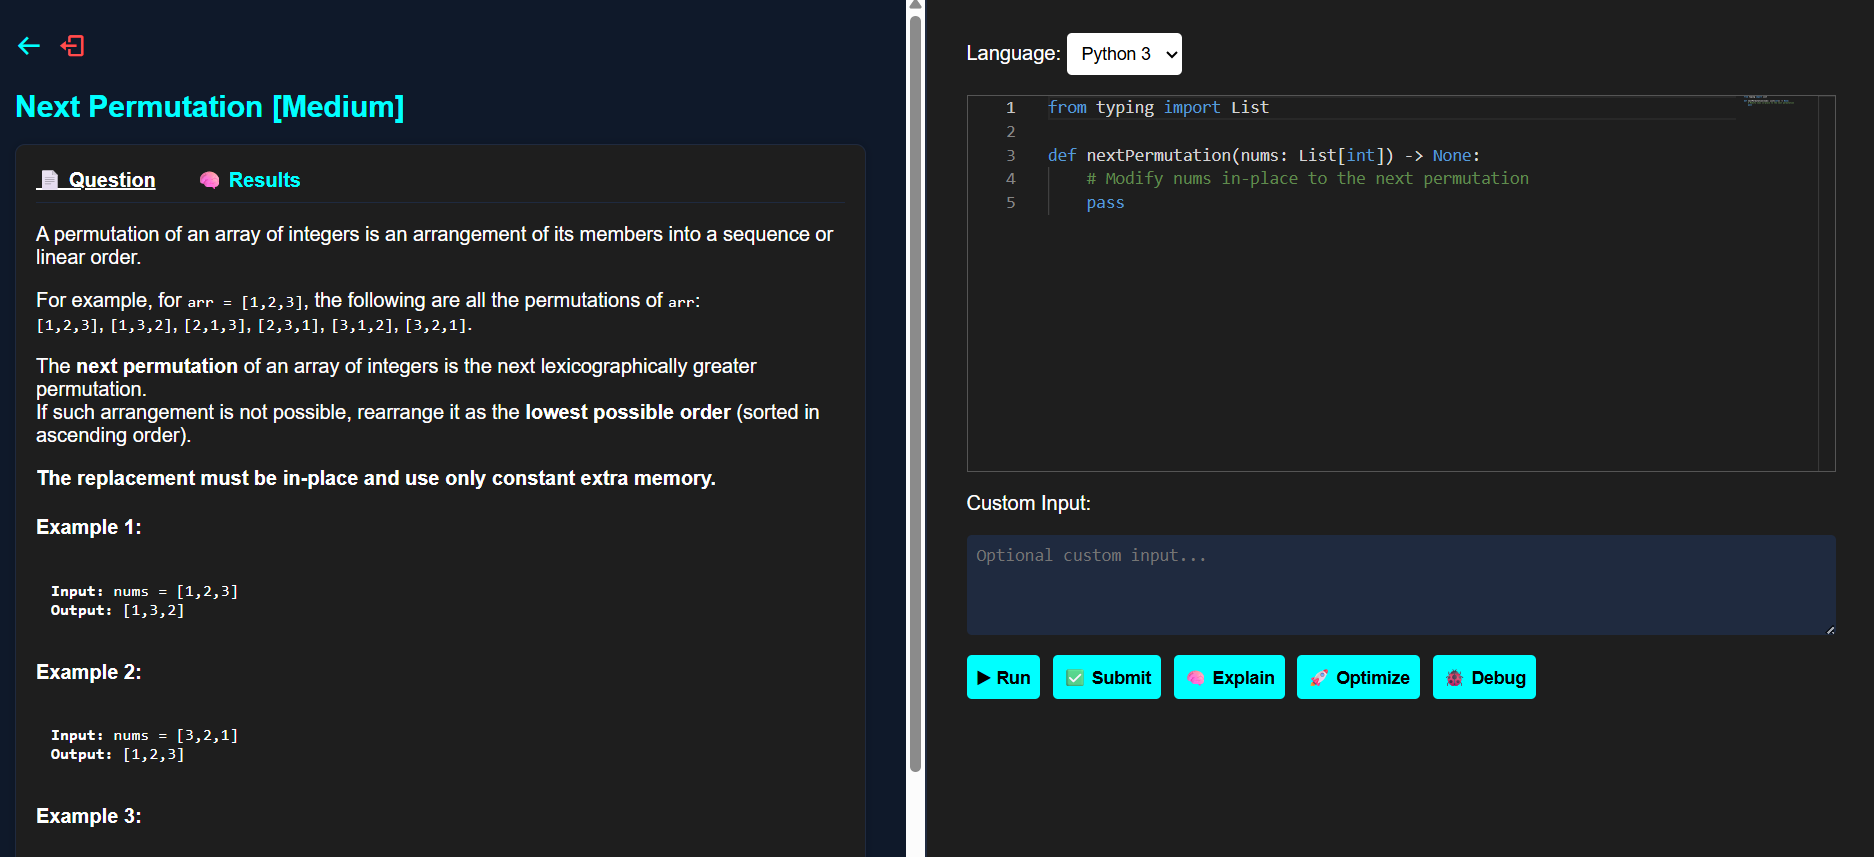 Next Permutation [Medium]
Question
Results
A permutation of an array of integers is an arrangement of its members into a sequence or
linear order.
For example, for arr = [1,2,3], the following are all the permutations of arr:
[1,2,3], [1,3,2], [2,1,3], [2,3,1], [3,1,2], [3,2,1].
The next permutation of an array of integers is the next lexicographically greater
permutation.
If such arrangement is not possible, rearrange it as the lowest possible order (sorted in
ascending order).
The replacement must be in-place and use only constant extra memory.
Example 1:
Input: nums = [1,2,3]
Output: [1,3,2]
Example 2:
Input: nums = [3,2,1]
Output: [1,2,3]
Example 3:
Language: Python 3
1 from typing import List
2
3 def nextPermutation(nums: List[int]) -> None:
4     # Modify nums in-place to the next permutation
5     pass
Custom Input:
Optional custom input...
Run
Submit
Explain
Optimize
Debug